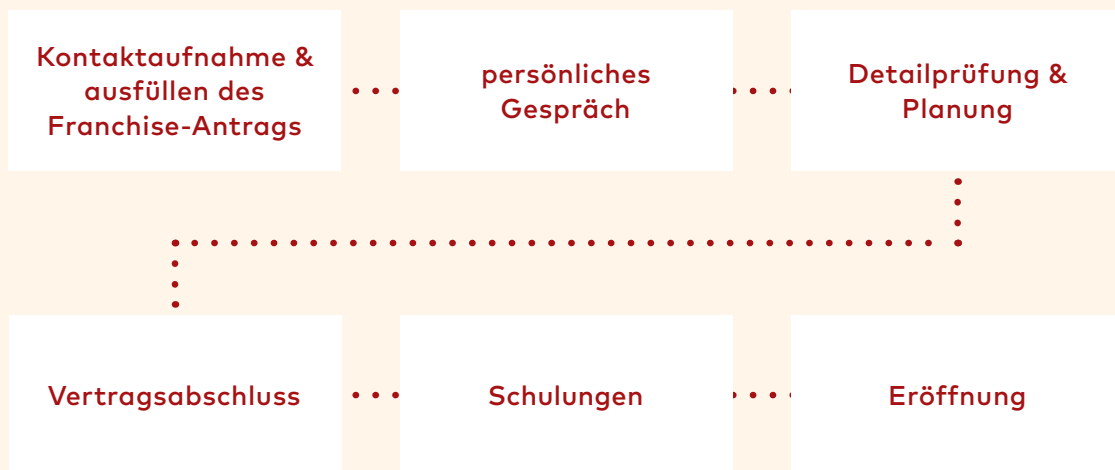 Kontaktaufnahme &
ausfüllen des
Franchise-Antrags
persönliches
Gespräch
Detailprüfung &
Planung
Vertragsabschluss
Schulungen
Eröffnung